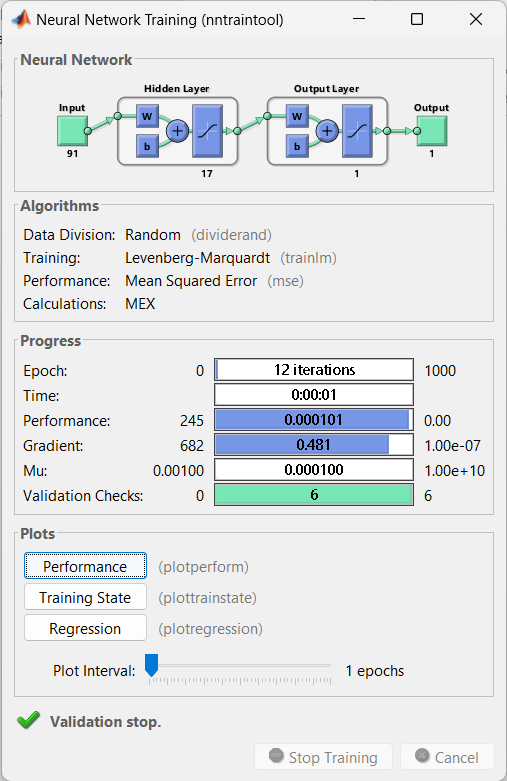 Neural Network Training (nntraintool)
Neural Network
Hidden Layer
Output Layer
Input
Output
W
W
b
b
91
17
1
1
Algorithms
Data Division: Random (dividerand)
Training: Levenberg-Marquardt (trainlm)
Performance: Mean Squared Error (mse)
Calculations: MEX
Progress
Epoch: 0 12 iterations 1000
Time: 0:00:01
Performance: 245 0.000101 0.00
Gradient: 682 0.481 1.00e-07
Mu: 0.00100 0.000100 1.00e+10
Validation Checks: 0 6 6
Plots
Performance (plotperform)
Training State (plottrainstate)
Regression (plotregression)
Plot Interval: 1 epochs
Validation stop.
Stop Training Cancel